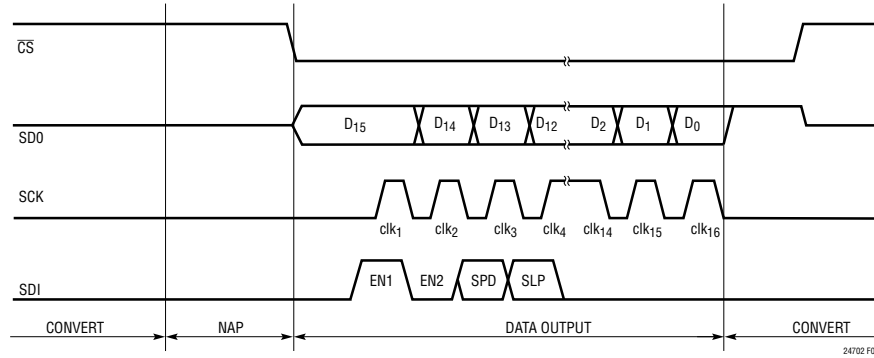 CS
D15 D14 D13 D12 D2 D1 D0
SD0
SCK
clk1 clk2 clk3 clk4 clk14 clk15 clk16
EN1 EN2 SPD SLP
SDI
CONVERT NAP DATA OUTPUT CONVERT
24702 F0